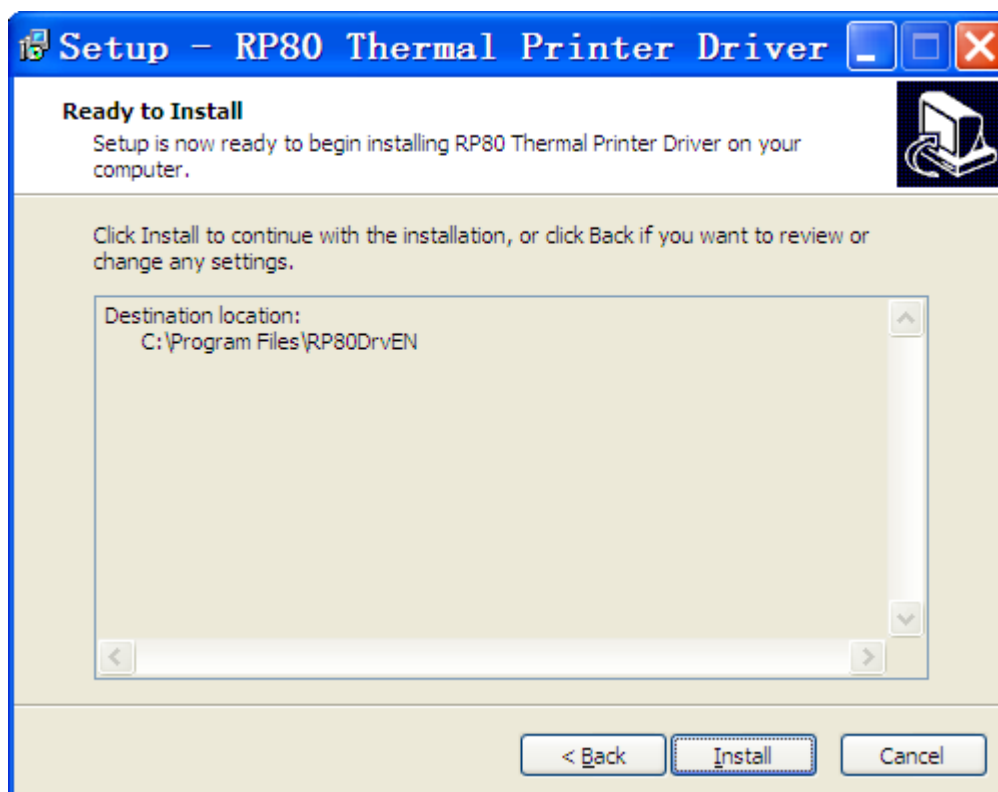 Setup - RP80 Thermal Printer Driver
Ready to Install
Setup is now ready to begin installing RP80 Thermal Printer Driver on your
computer.
Click Install to continue with the installation, or click Back if you want to review or
change any settings.
Destination location:
C:\Program Files\RP80DrvEN
< Back
Install
Cancel